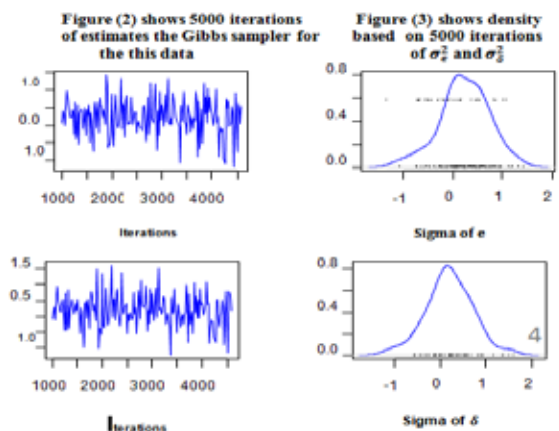 Figure (2) shows 5000 iterations
of estimates the Gibbs sampler for
the this data
Figure (3) shows density
based on 5000 iterations
of σ²ₑ and σ²_δ
1.0
0.0
1.0
1000 2000 3000 4000
Iterations
0.8
0.4
0.0
-1 0 1 2
Sigma of e
1.5
0.5
1.0
1000 2000 3000 4000
Iterations
0.8
0.4
0.0
4
-1 0 1 2
Sigma of δ